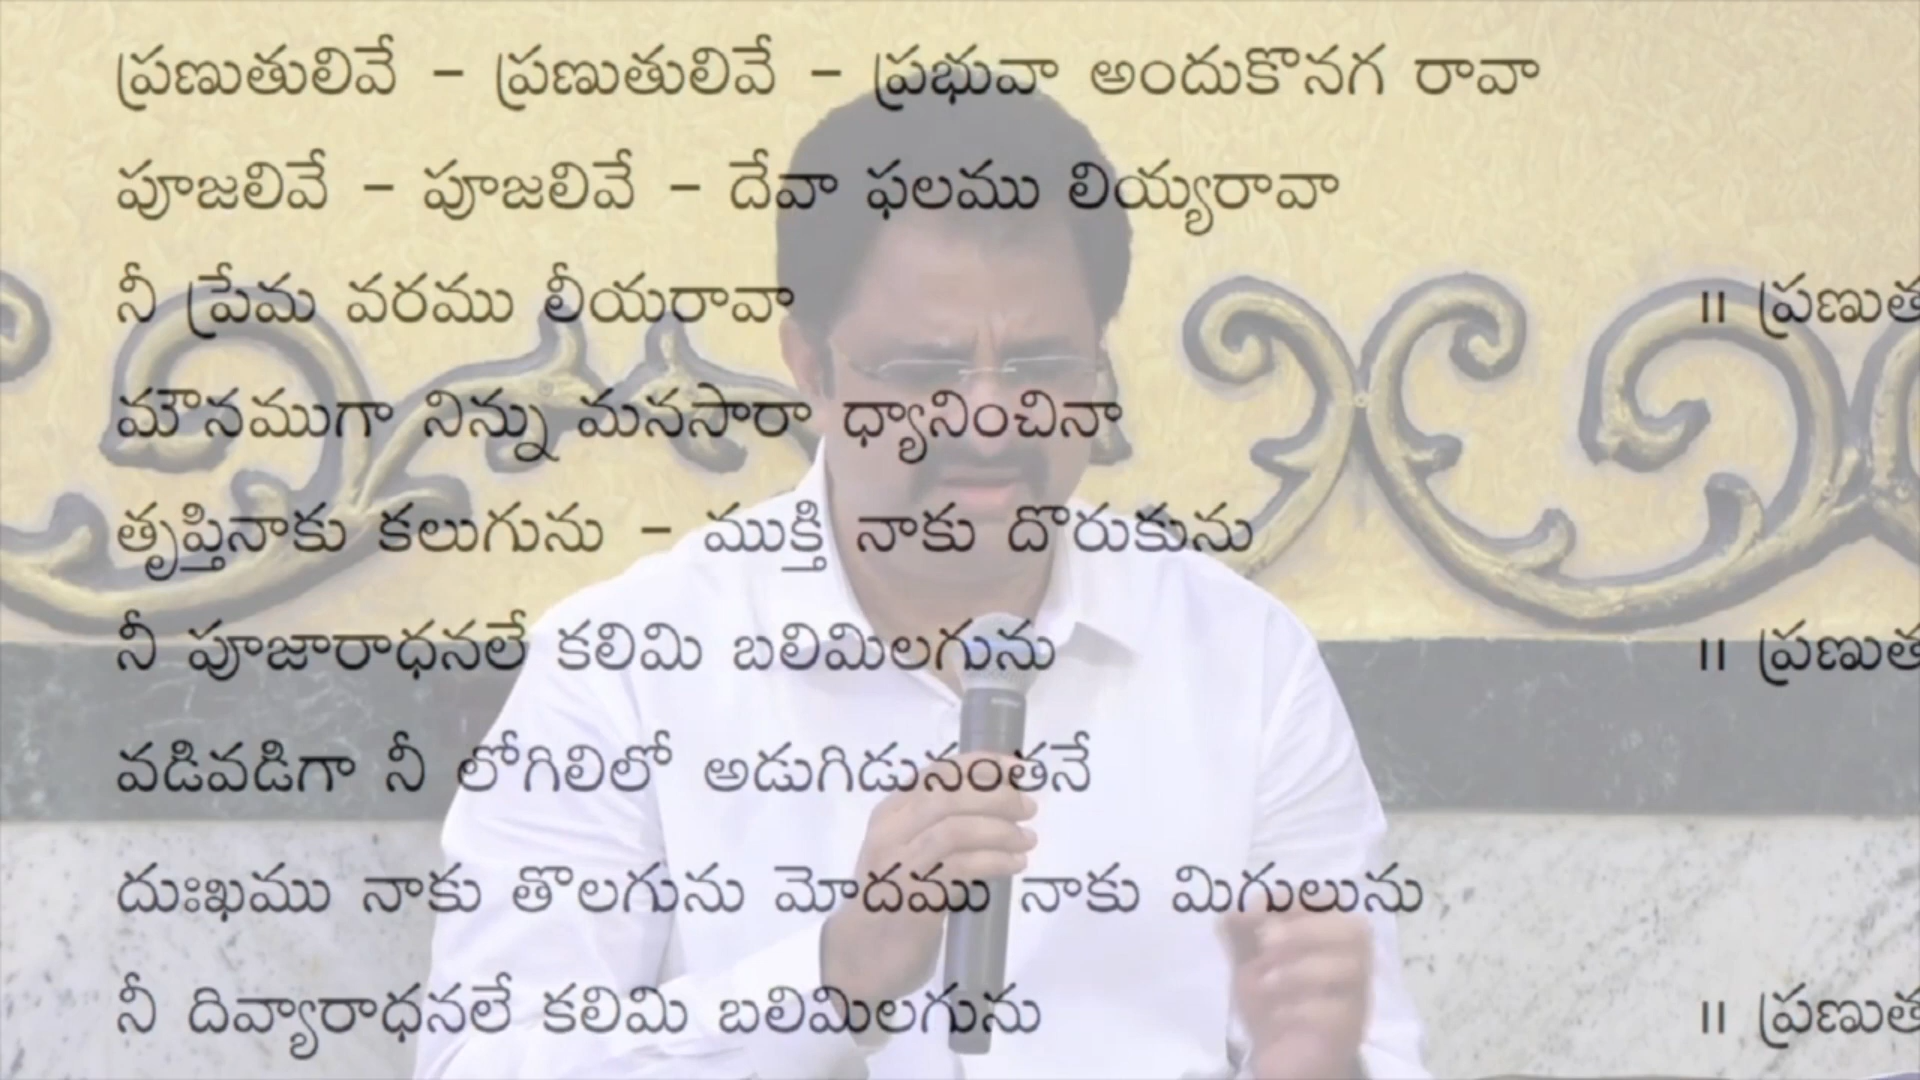 ప్రణుతులివే - ప్రణుతులివే - ప్రభువా అందుకొనగ రావా
పూజలివే - పూజలివే - దేవా ఫలము లియ్యరావా
నీ ప్రేమ వరము లీయరావా ॥ ప్రణుత
మౌనముగా నిన్ను మనసారా ధ్యానించినా
తృప్తినాకు కలుగును - ముక్తి నాకు దొరుకును
నీ పూజారాధనలే కలిమి బలిమిలగును ॥ ప్రణుత
వడివడిగా నీ లోగిలిలో అడుగిడునంతనే
దుఃఖము నాకు తొలగును మోదము నాకు మిగులును
నీ దివ్యారాధనలే కలిమి బలిమిలగును ॥ ప్రణుత